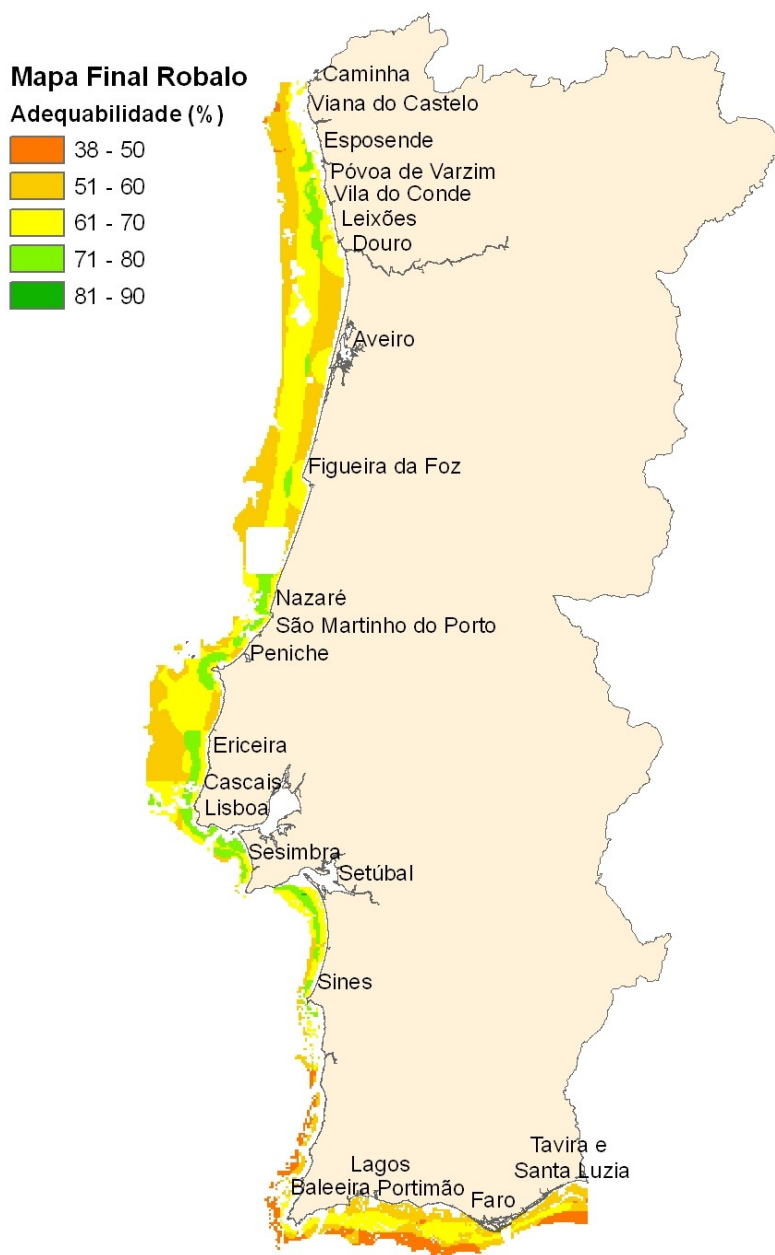 Mapa Final Robalo
Adequabilidade (%)
38 - 50
51 - 60
61 - 70
71 - 80
81 - 90
Caminha
Viana do Castelo
Esposende
Póvoa de Varzim
Vila do Conde
Leixões
Douro
Aveiro
Figueira da Foz
Nazaré
São Martinho do Porto
Peniche
Ericeira
Cascais
Lisboa
Sesimbra
Setúbal
Sines
Tavira e
Santa Luzia
Lagos
Baleeira Portimão
Faro